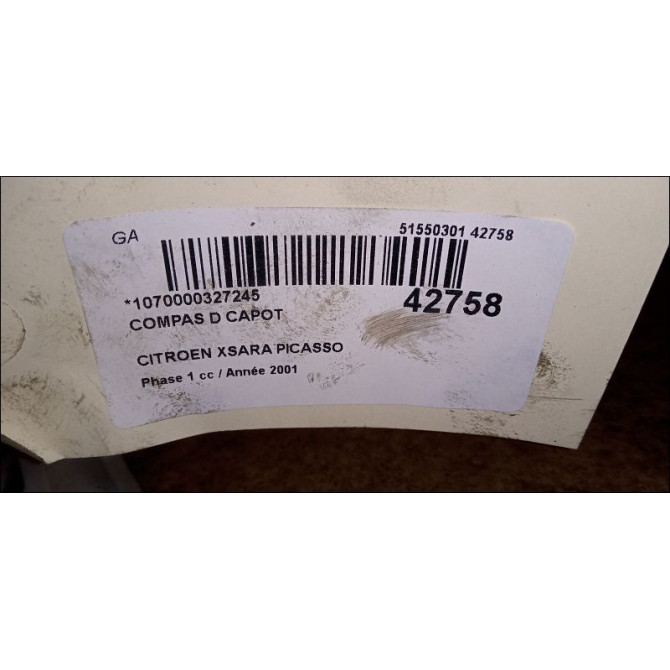 GA
51550301 42758
*1070000327245
42758
COMPAS D CAPOT
CITROEN XSARA PICASSO
Phase 1 cc / Année 2001